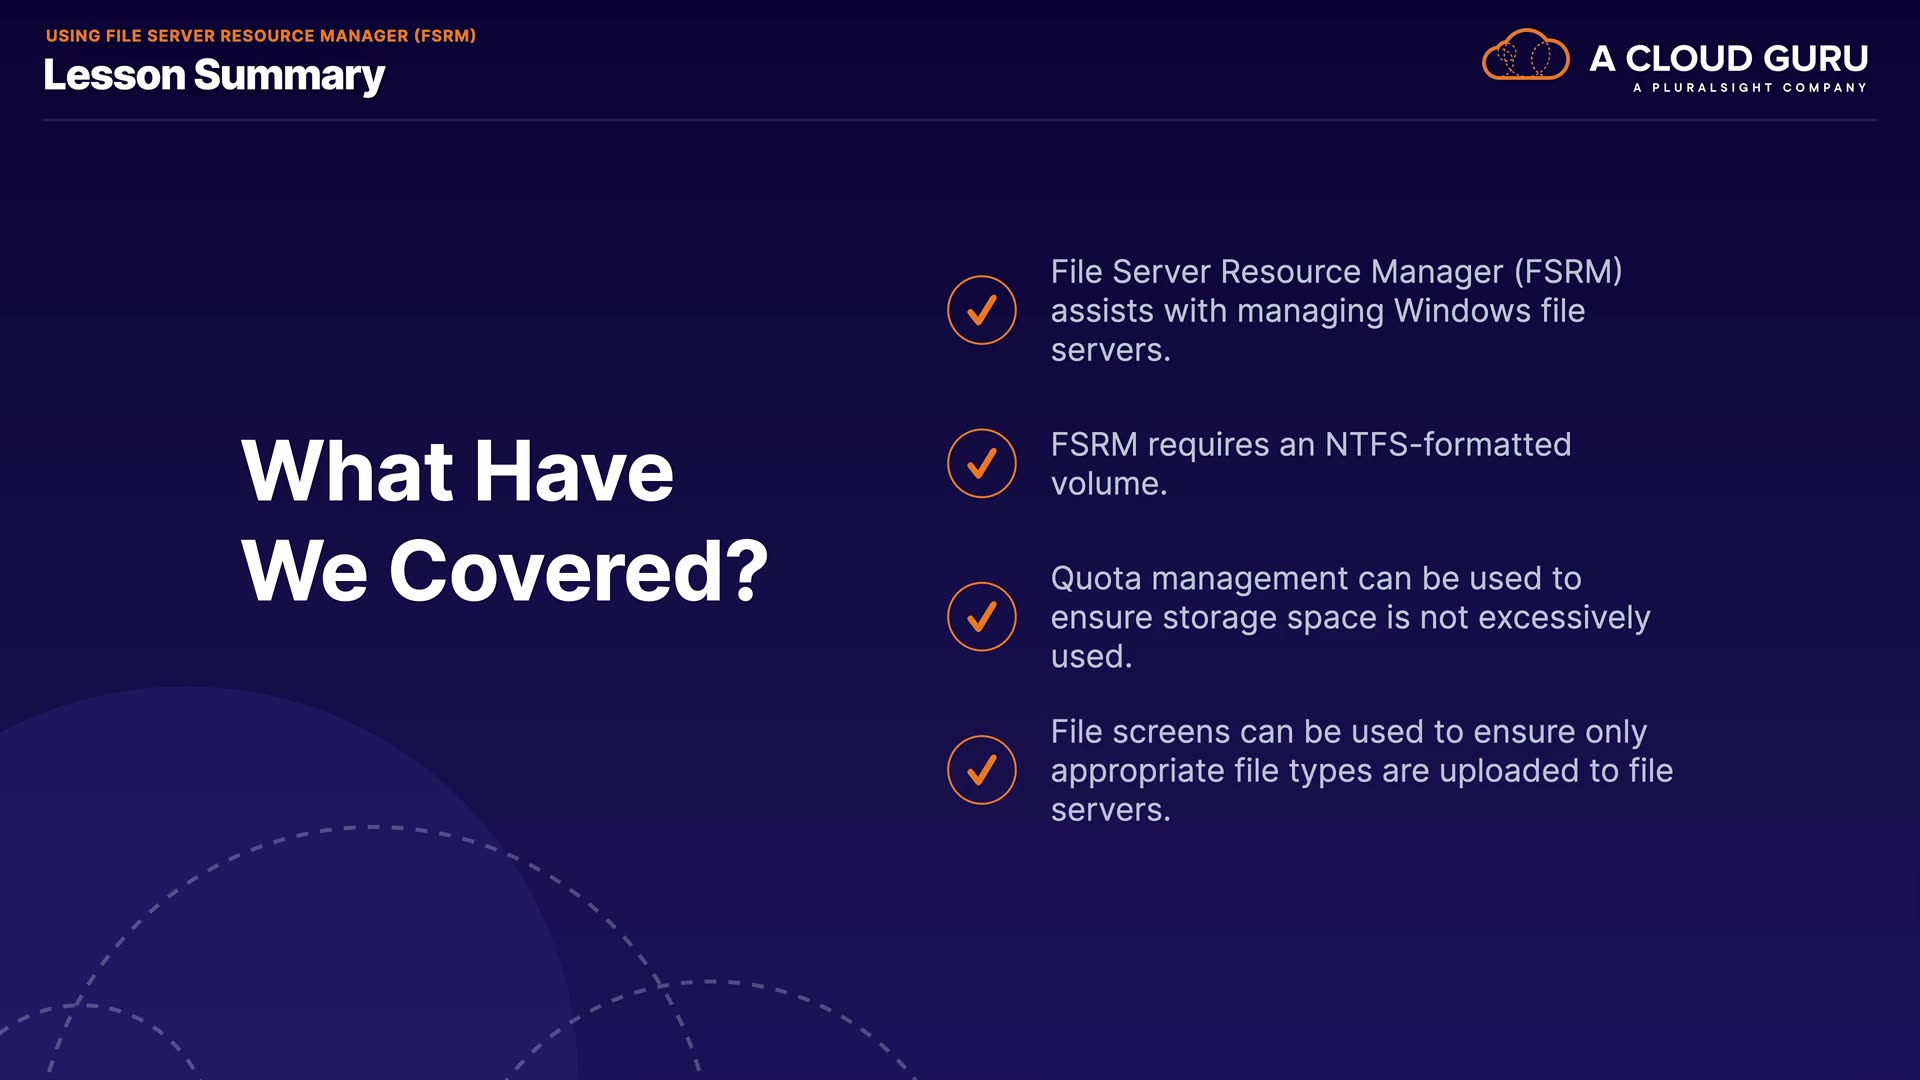 USING FILE SERVER RESOURCE MANAGER (FSRM)
Lesson Summary
A CLOUD GURU
A PLURALSIGHT COMPANY
What Have
We Covered?
File Server Resource Manager (FSRM)
assists with managing Windows file
servers.
FSRM requires an NTFS-formatted
volume.
Quota management can be used to
ensure storage space is not excessively
used.
File screens can be used to ensure only
appropriate file types are uploaded to file
servers.